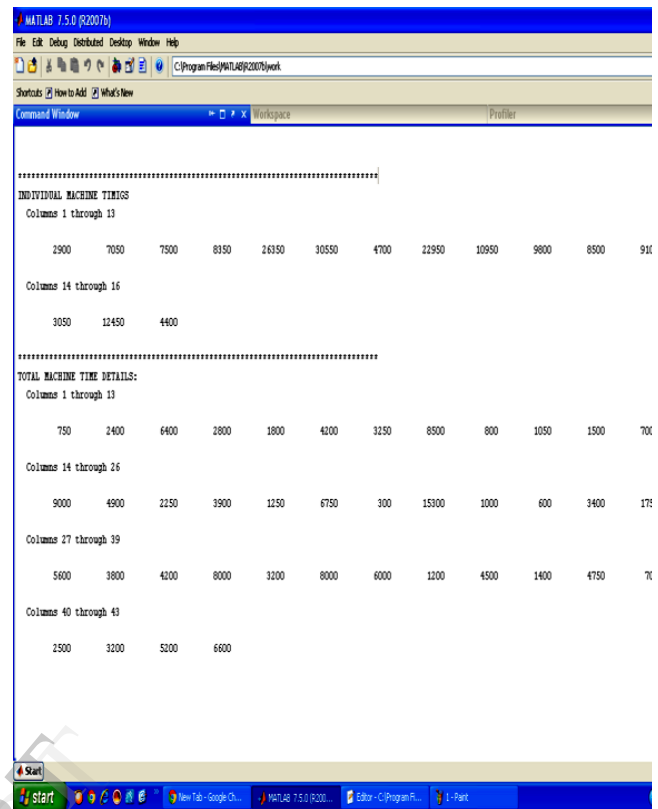 MATLAB 7.5.0 (R2007b)
File Edit Debug Distributed Desktop Window Help
C:\Program Files\MATLAB\R2007b\work
Shortcuts How to Add What's New
Command Window Workspace Profiler
********************************************************************************
INDIVIDUAL MACHINE TIMIGS
Columns 1 through 13
2900 7050 7500 8350 26350 30550 4700 22950 10950 9800 8500 910
Columns 14 through 16
3050 12450 4400
********************************************************************************
TOTAL MACHINE TIME DETAILS:
Columns 1 through 13
750 2400 6400 2800 1800 4200 3250 8500 800 1050 1500 700
Columns 14 through 26
9000 4900 2250 3900 1250 6750 300 15300 1000 600 3400 175
Columns 27 through 39
5600 3800 4200 8000 3200 8000 6000 1200 4500 1400 4750 70
Columns 40 through 43
2500 3200 5200 6600
Start
start New Tab - Google Ch... MATLAB 7.5.0 (R200... Editor - C:\Program Fi... 1 - Paint